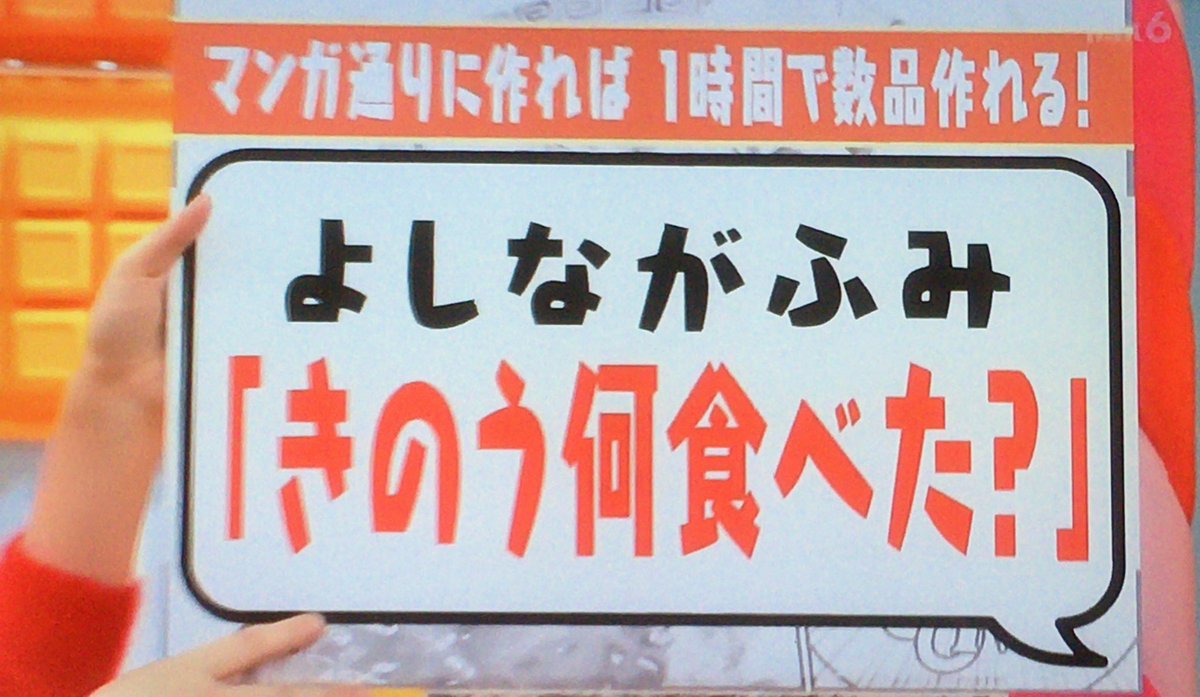 マンガ通りに作れば 1時間で数品作れる!
よしながふみ
「きのう何食べた?」